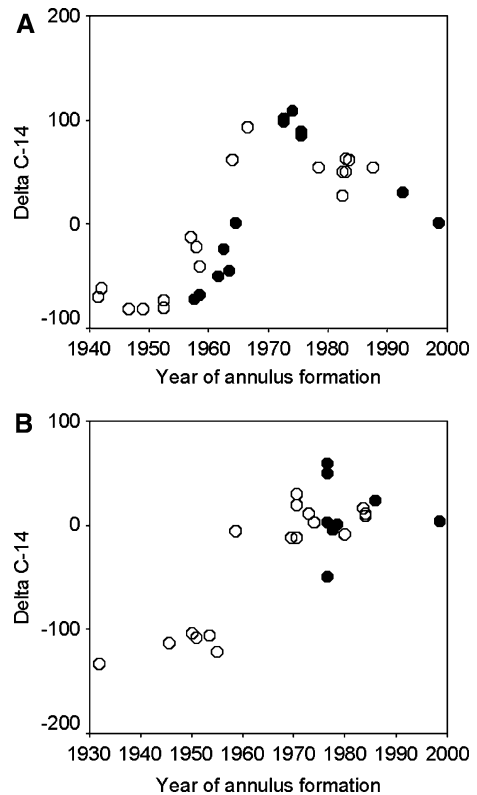 A
200
100
0
-100
Delta C-14
1940 1950 1960 1970 1980 1990 2000
Year of annulus formation
B
100
0
-100
-200
Delta C-14
1930 1940 1950 1960 1970 1980 1990 2000
Year of annulus formation